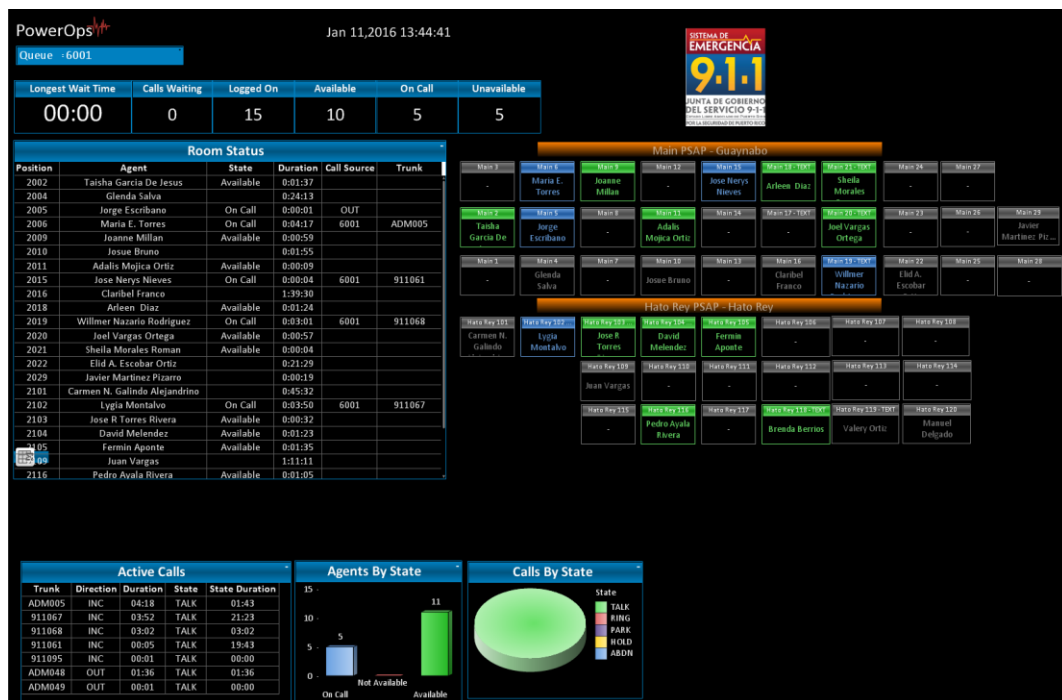 PowerOps
Jan 11,2016 13:44:41
Queue =6001
SISTEMA DE
EMERGENCIA
9·1·1
JUNTA DE GOBIERNO
DEL SERVICIO 9-1-1
POR LA SEGURIDAD DE PUERTO RICO
Longest Wait Time Calls Waiting Logged On Available On Call Unavailable
00:00 0 15 10 5 5
Room Status
Position Agent State Duration Call Source Trunk
2002 Taisha Garcia De Jesus Available 0:01:37
2004 Glenda Salva 0:24:13
2005 Jorge Escribano On Call 0:00:01 OUT
2006 Maria E. Torres On Call 0:04:17 6001 ADM005
2009 Joanne Millan Available 0:00:59
2010 Josue Bruno 0:01:55
2011 Adalis Mojica Ortiz Available 0:00:09
2015 Jose Nerys Nieves On Call 0:00:04 6001 911061
2016 Claribel Franco 1:39:30
2018 Arleen Diaz Available 0:01:24
2019 Willmer Nazario Rodriguez On Call 0:03:01 6001 911068
2020 Joel Vargas Ortega Available 0:00:57
2021 Sheila Morales Roman Available 0:00:04
2022 Elid A. Escobar Ortiz 0:21:29
2029 Javier Martinez Pizarro 0:00:19
2101 Carmen N. Galindo Alejandrino 0:45:32
2102 Lygia Montalvo On Call 0:03:50 6001 911067
2103 Jose R Torres Rivera Available 0:00:32
2104 David Melendez Available 0:01:23
2105 Fermin Aponte Available 0:01:35
09 Juan Vargas 1:11:11
2116 Pedro Ayala Rivera Available 0:01:05
Main PSAP - Guaynabo
Main 3 Main 6 Main 9 Main 12 Main 15 Main 18 - TEXT Main 21 - TEXT Main 24 Main 27
- Maria E. Joanne - Jose Nerys Arleen Diaz Sheila - -
Torres Millan Nieves Morales
Main 2 Main 5 Main 8 Main 11 Main 14 Main 17 - TEXT Main 20 - TEXT Main 23 Main 26 Main 29
Taisha Jorge - Adalis - - Joel Vargas - - Javier
Garcia De Escribano Mojica Ortiz Ortega Martinez Piz...
Main 1 Main 4 Main 7 Main 10 Main 13 Main 16 Main 19 - TEXT Main 22 Main 25 Main 28
- Glenda - Josue Bruno - Claribel Willmer Elid A. - -
Salva Franco Nazario Escobar
Hato Rey PSAP - Hato Rey
Hato Rey 101 Hato Rey 102 Hato Rey 103 Hato Rey 104 Hato Rey 105 Hato Rey 106 Hato Rey 107 Hato Rey 108
Carmen N. Lygia Jose R David Fermin - - -
Galindo Montalvo Torres Melendez Aponte
Hato Rey 109 Hato Rey 110 Hato Rey 111 Hato Rey 112 Hato Rey 113 Hato Rey 114
Juan Vargas - - - - -
Hato Rey 115 Hato Rey 116 Hato Rey 117 Hato Rey 118 - TEXT Hato Rey 119 - TEXT Hato Rey 120
- Pedro Ayala - Brenda Berrios Valery Ortiz Manuel
Rivera Delgado
Active Calls
Trunk Direction Duration State State Duration
ADM005 INC 04:18 TALK 01:43
911067 INC 03:52 TALK 21:23
911068 INC 03:02 TALK 03:02
911061 INC 00:05 TALK 19:43
911095 INC 00:01 TALK 00:00
ADM048 OUT 01:36 TALK 01:36
ADM049 OUT 00:01 TALK 00:00
Agents By State
15
11
10
5
5
0
Not Available
On Call Available
Calls By State
State
TALK
RING
PARK
HOLD
ABDN